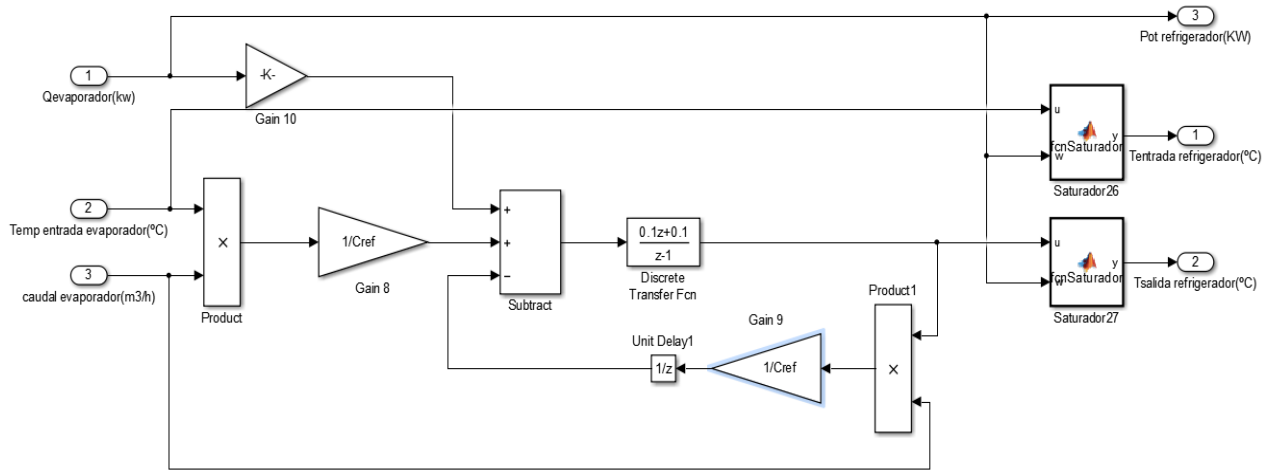 3
Pot refrigerador(KW)
1
Qevaporador(kw)
-K-
Gain 10
u
w
fcnSaturador
y
Saturador26
1
Tentrada refrigerador(ºC)
2
Temp entrada evaporador(ºC)
×
Product
1/Cref
Gain 8
+
+
−
Subtract
0.1z+0.1
z-1
Discrete
Transfer Fcn
u
w
fcnSaturador
y
Saturador27
2
Tsalida refrigerador(ºC)
3
caudal evaporador(m3/h)
Product1
×
Gain 9
1/Cref
Unit Delay1
1/z